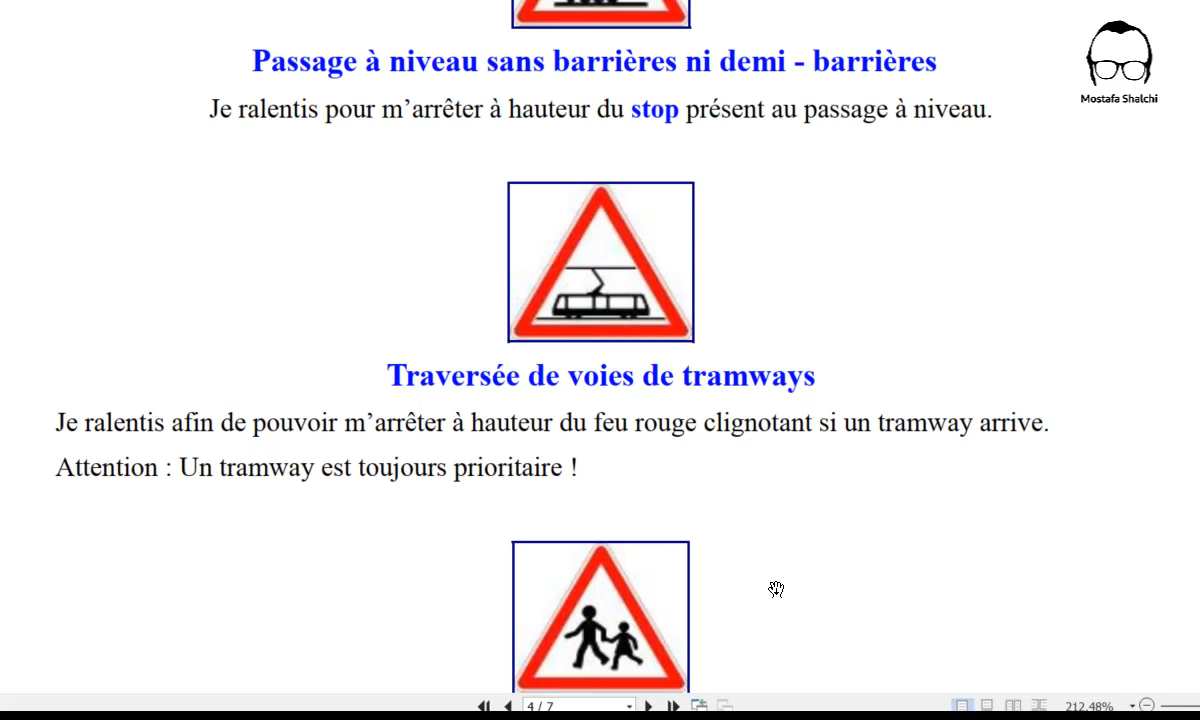 Mostafa Shalchi
Passage à niveau sans barrières ni demi - barrières
Je ralentis pour m’arrêter à hauteur du stop présent au passage à niveau.
Traversée de voies de tramways
Je ralentis afin de pouvoir m’arrêter à hauteur du feu rouge clignotant si un tramway arrive.
Attention : Un tramway est toujours prioritaire !
4 / 7
212.48%